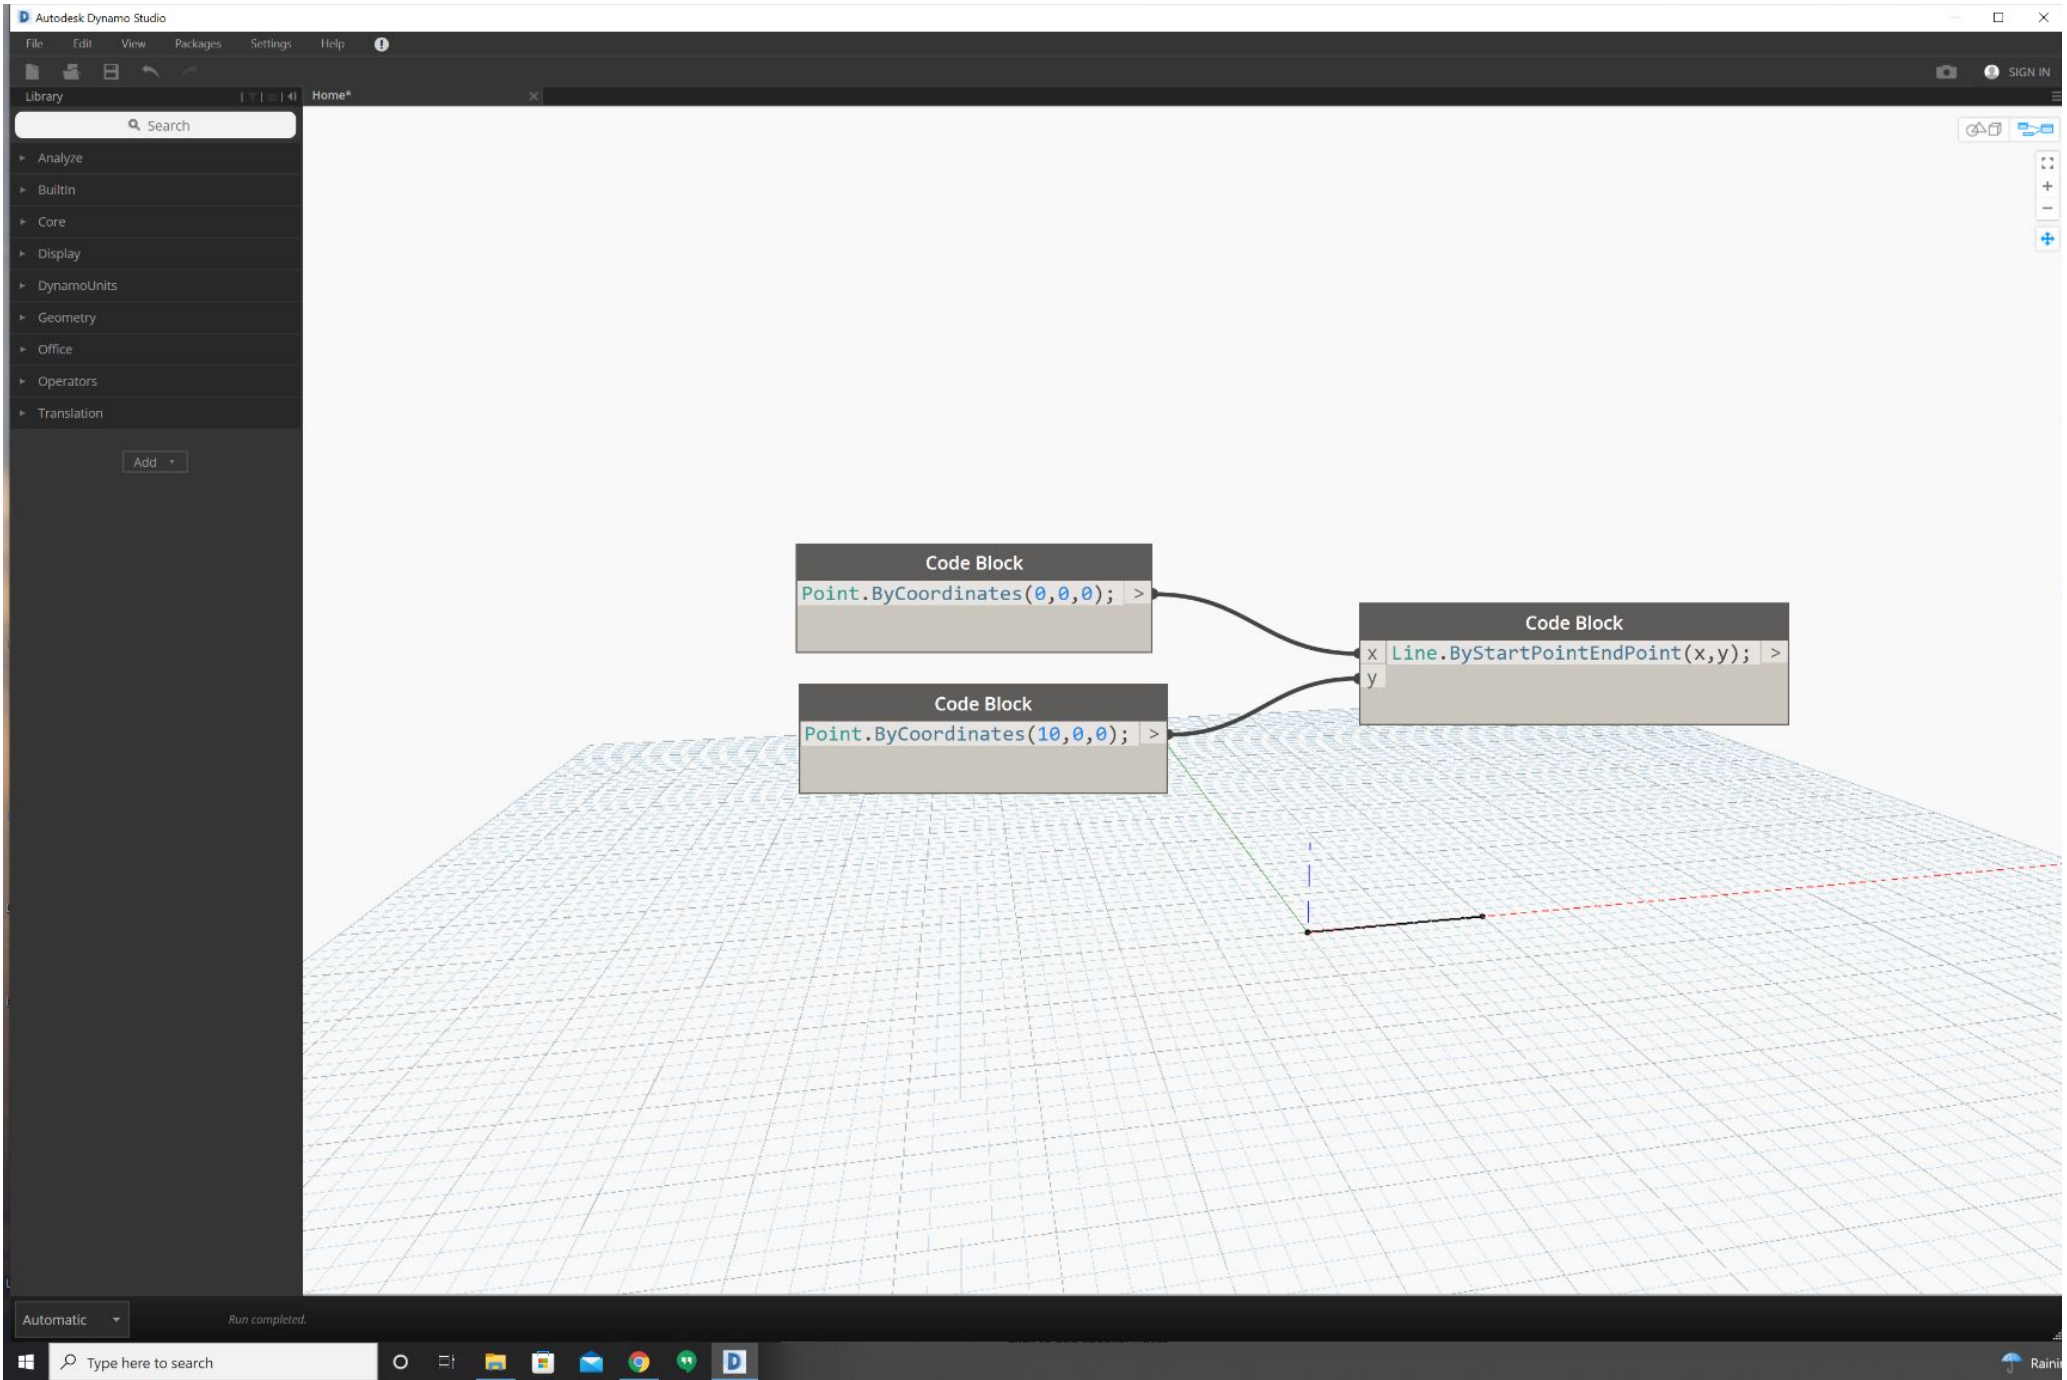 Autodesk Dynamo Studio
File Edit View Packages Settings Help
SIGN IN
Library
Home*
Search
Analyze
BuiltIn
Core
Display
DynamoUnits
Geometry
Office
Operators
Translation
Add
Code Block
Point.ByCoordinates(0,0,0); >
Code Block
x Line.ByStartPointEndPoint(x,y); >
y
Code Block
Point.ByCoordinates(10,0,0); >
Automatic
Run completed.
Type here to search
Rainin